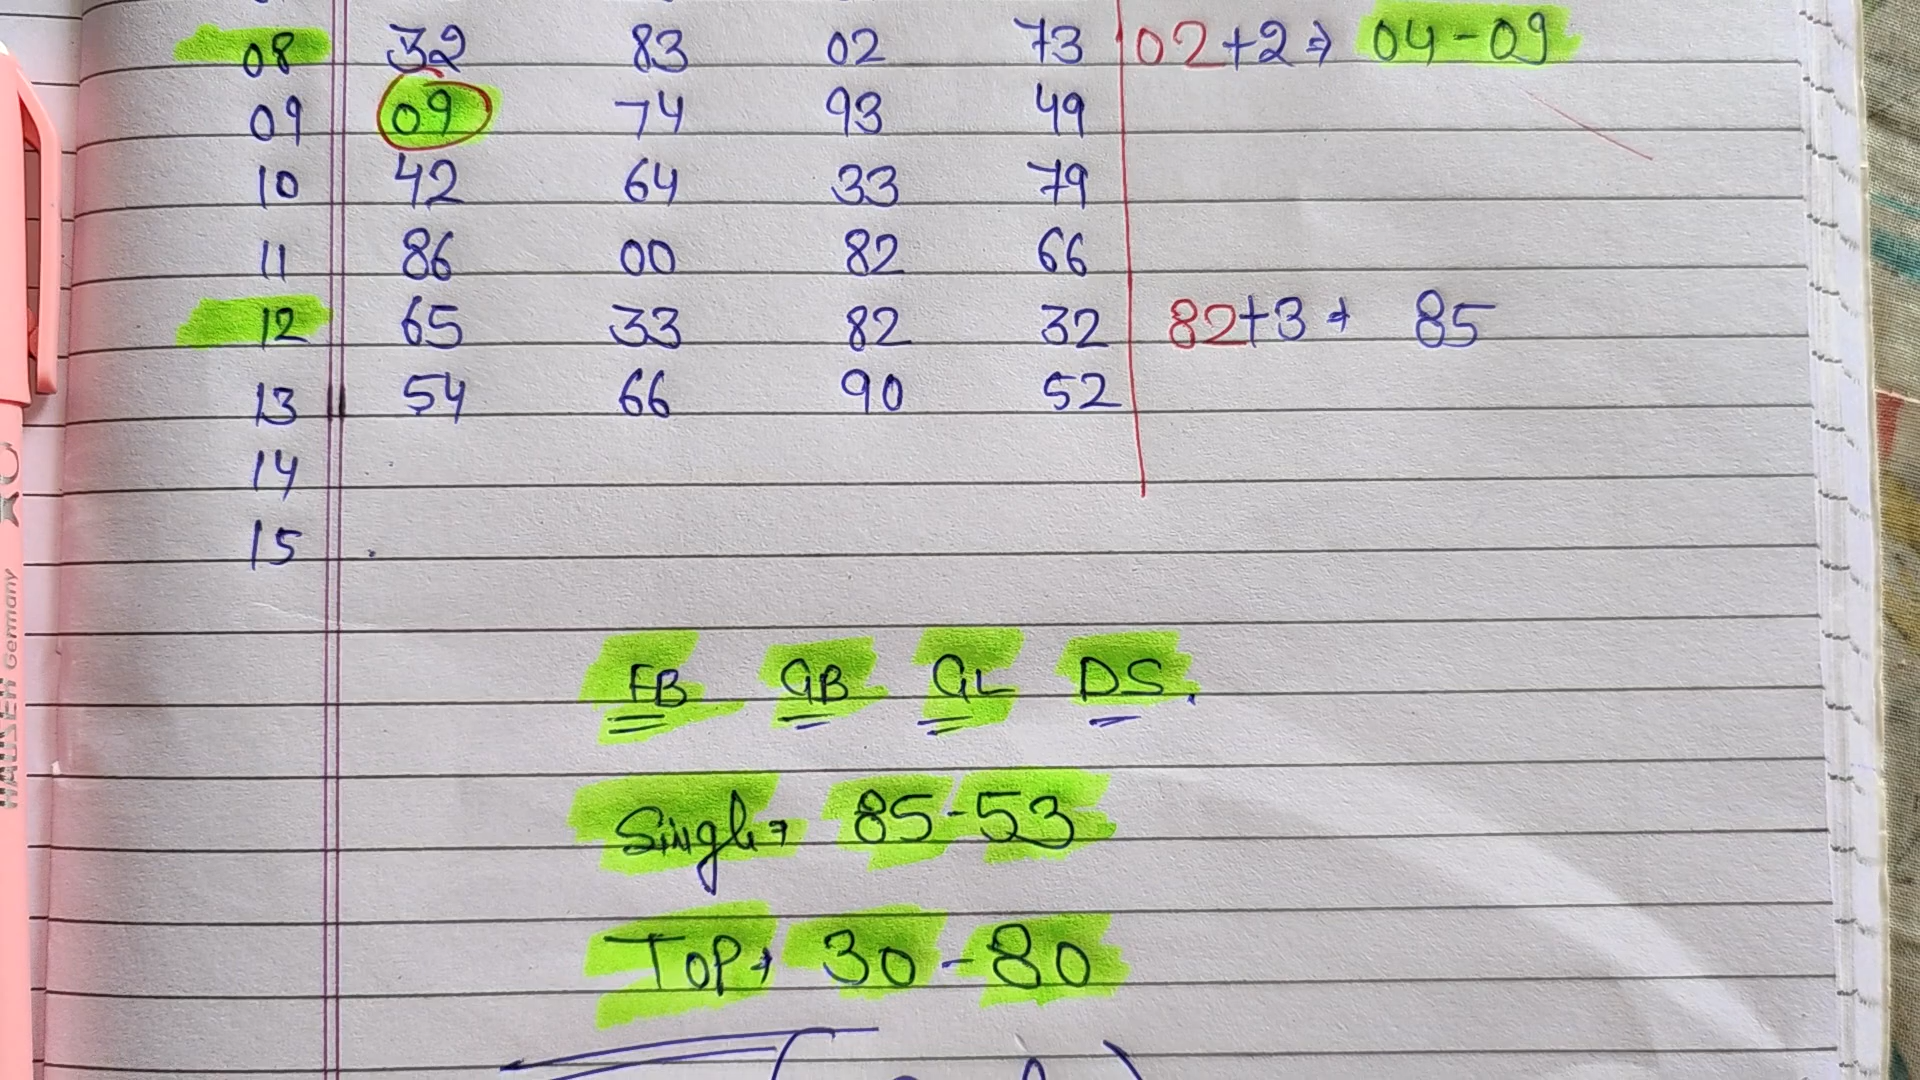 08 32 83 02 73 02+2⇒ 04-09
09 09 74 93 49
10 42 64 33 79
11 86 00 82 66
12 65 33 82 32 82+3→ 85
13 54 66 90 52
14
15
FB GB GL DS.
Single→ 85-53
TOP→ 30-80
HAUSER Germany